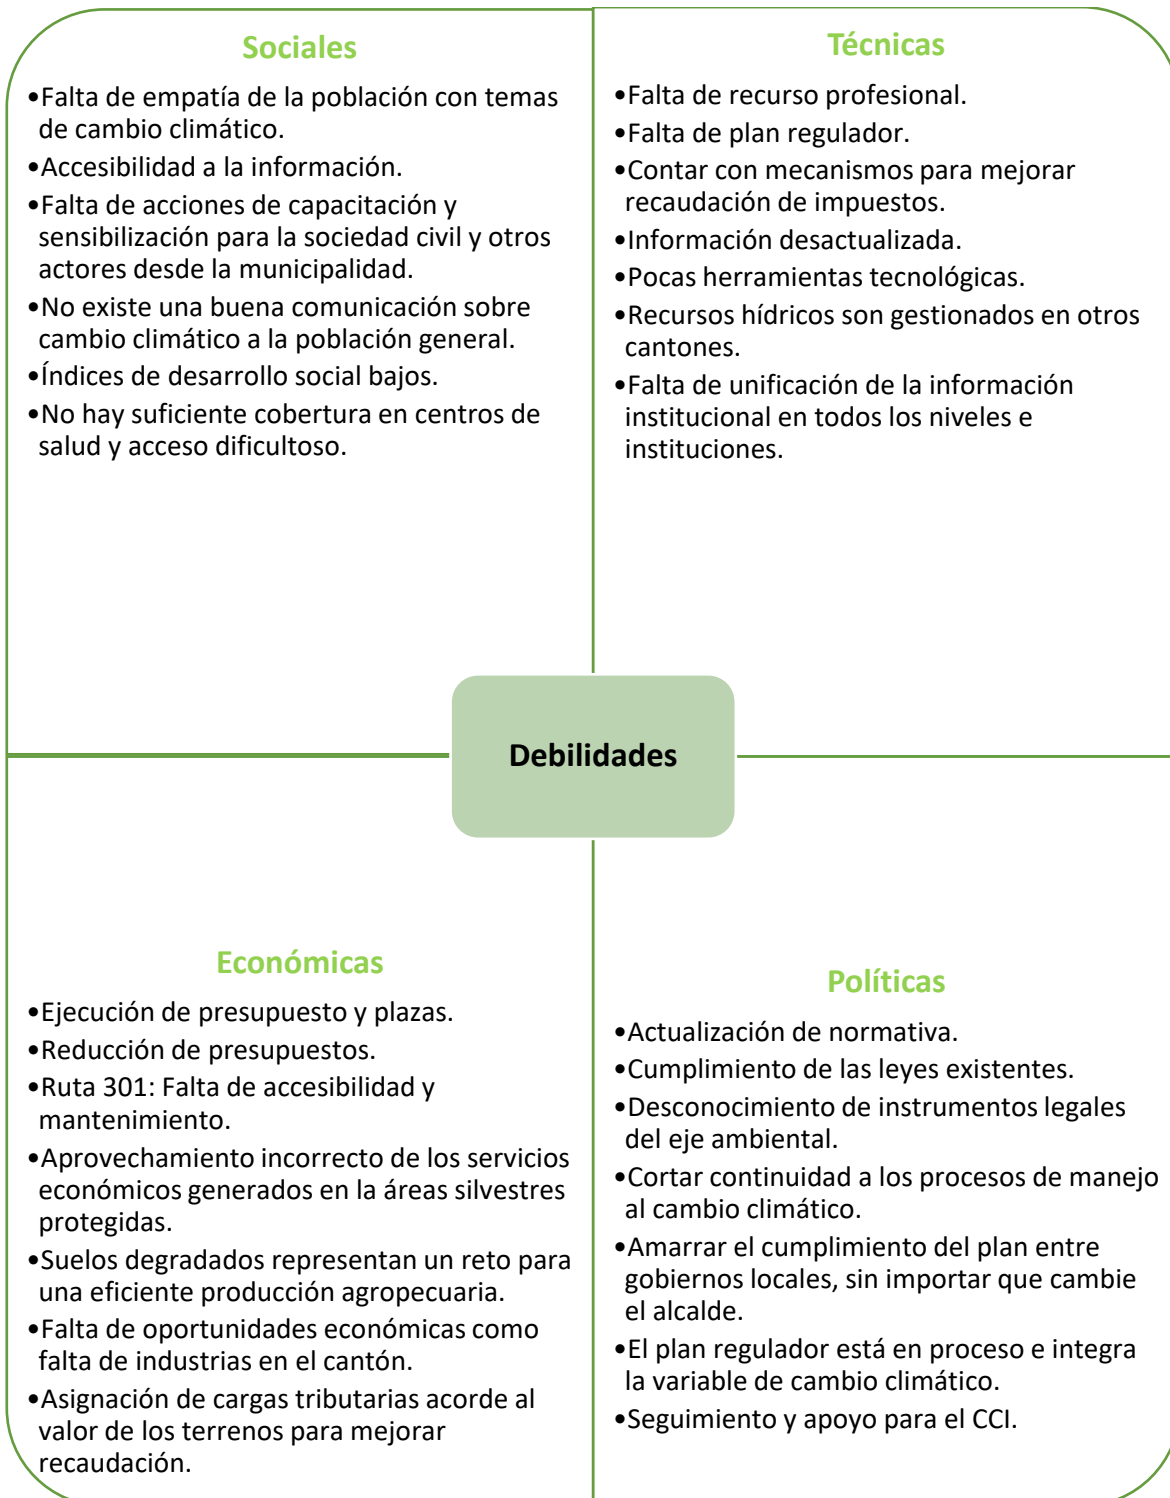 Sociales
•Falta de empatía de la población con temas
de cambio climático.
•Accesibilidad a la información.
•Falta de acciones de capacitación y
sensibilización para la sociedad civil y otros
actores desde la municipalidad.
•No existe una buena comunicación sobre
cambio climático a la población general.
•Índices de desarrollo social bajos.
•No hay suficiente cobertura en centros de
salud y acceso dificultoso.
Técnicas
•Falta de recurso profesional.
•Falta de plan regulador.
•Contar con mecanismos para mejorar
recaudación de impuestos.
•Información desactualizada.
•Pocas herramientas tecnológicas.
•Recursos hídricos son gestionados en otros
cantones.
•Falta de unificación de la información
institucional en todos los niveles e
instituciones.
Debilidades
Económicas
•Ejecución de presupuesto y plazas.
•Reducción de presupuestos.
•Ruta 301: Falta de accesibilidad y
mantenimiento.
•Aprovechamiento incorrecto de los servicios
económicos generados en la áreas silvestres
protegidas.
•Suelos degradados representan un reto para
una eficiente producción agropecuaria.
•Falta de oportunidades económicas como
falta de industrias en el cantón.
•Asignación de cargas tributarias acorde al
valor de los terrenos para mejorar
recaudación.
Políticas
•Actualización de normativa.
•Cumplimiento de las leyes existentes.
•Desconocimiento de instrumentos legales
del eje ambiental.
•Cortar continuidad a los procesos de manejo
al cambio climático.
•Amarrar el cumplimiento del plan entre
gobiernos locales, sin importar que cambie
el alcalde.
•El plan regulador está en proceso e integra
la variable de cambio climático.
•Seguimiento y apoyo para el CCI.